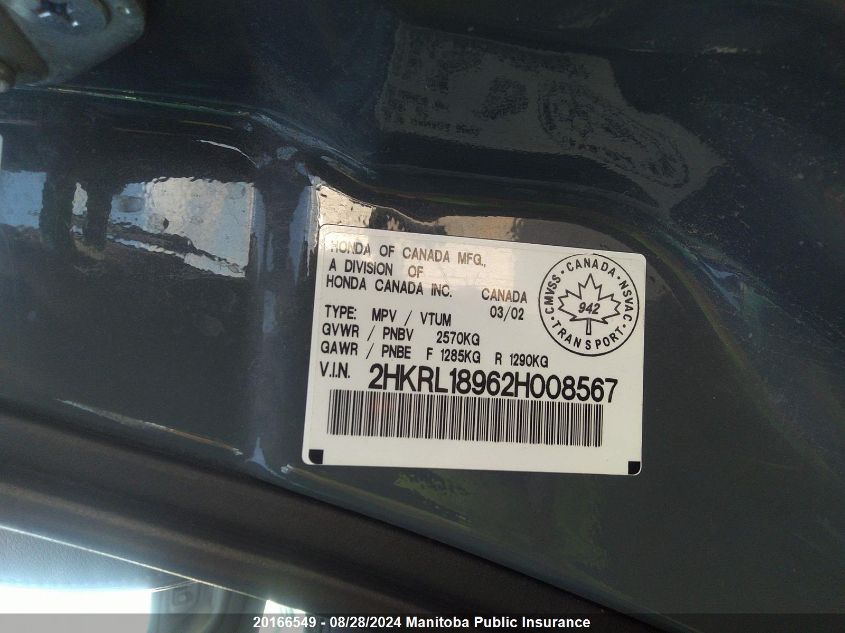 HONDA OF CANADA MFG.,
A DIVISION OF
HONDA CANADA INC. CANADA
03/02
TYPE: MPV / VTUM
GVWR / PNBV 2570KG
GAWR / PNBE F 1285KG R 1290KG
V.I.N. 2HKRL18962H008567
CMVSS · CANADA · NSVAC
942
TRANSPORT
20166549 - 08/28/2024 Manitoba Public Insurance